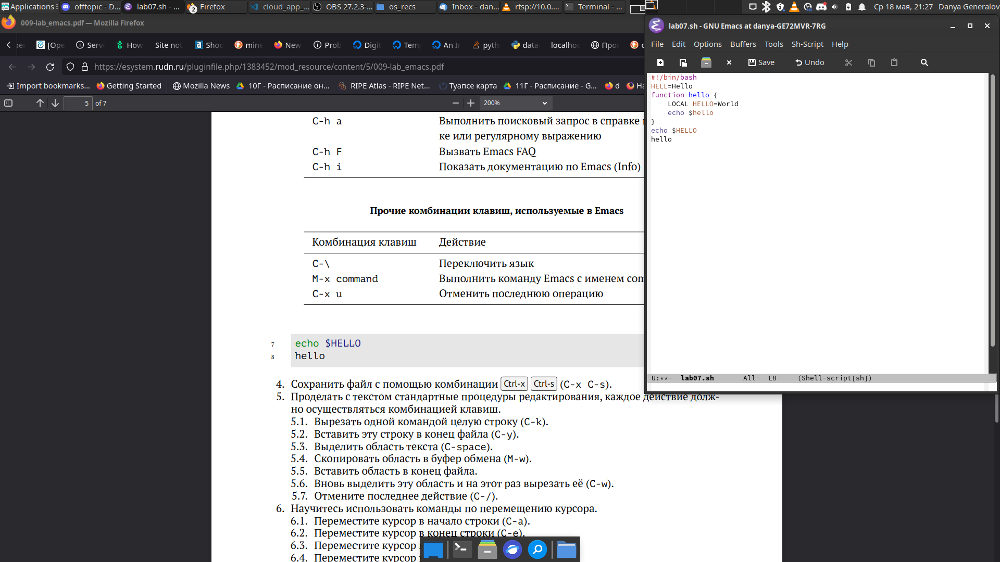 Applications
offtopic - D...
lab07.sh - ...
2
Firefox
cloud_app_...
OBS 27.2.3-...
os_recs
Inbox - dan...
rtsp://10.0....
Terminal - ...
Ср 18 мая, 21:27
Danya Generalov
009-lab_emacs.pdf — Mozilla Firefox
[Ope
Serv
How
Site not
Shoc
mine
New
Prob
Digit
Temp
An In
pyth
data
localhos
Про
https://esystem.rudn.ru/pluginfile.php/1383452/mod_resource/content/5/009-lab_emacs.pdf
Import bookmarks...
Getting Started
Mozilla News
10Г - Расписание он...
RIPE Atlas - RIPE Net...
Туапсе карта
11Г - Расписание - G...
d
На
5 of 7
200%
C-h a Выполнить поисковый запрос в справке
ке или регулярному выражению
C-h F Вызвать Emacs FAQ
C-h i Показать документацию по Emacs (Info)
Прочие комбинации клавиш, используемые в Emacs
Комбинация клавиш Действие
C-\ Переключить язык
M-x command Выполнить команду Emacs с именем com
C-x u Отменить последнюю операцию
7 echo $HELLO
8 hello
4. Сохранить файл с помощью комбинации Ctrl-x Ctrl-s (C-x C-s).
5. Проделать с текстом стандартные процедуры редактирования, каждое действие долж-
но осуществляться комбинацией клавиш.
5.1. Вырезать одной командой целую строку (C-k).
5.2. Вставить эту строку в конец файла (C-y).
5.3. Выделить область текста (C-space).
5.4. Скопировать область в буфер обмена (M-w).
5.5. Вставить область в конец файла.
5.6. Вновь выделить эту область и на этот раз вырезать её (C-w).
5.7. Отмените последнее действие (C-/).
6. Научитесь использовать команды по перемещению курсора.
6.1. Переместите курсор в начало строки (C-a).
6.2. Переместите курсор в конец строки (C-e).
6.3. Переместите курсор
6.4. Переместите курсор
lab07.sh - GNU Emacs at danya-GE72MVR-7RG
File Edit Options Buffers Tools Sh-Script Help
Save Undo
#!/bin/bash
HELL=Hello
function hello {
    LOCAL HELLO=World
    echo $hello
}
echo $HELLO
hello
U:**- lab07.sh All L8 (Shell-script[sh])